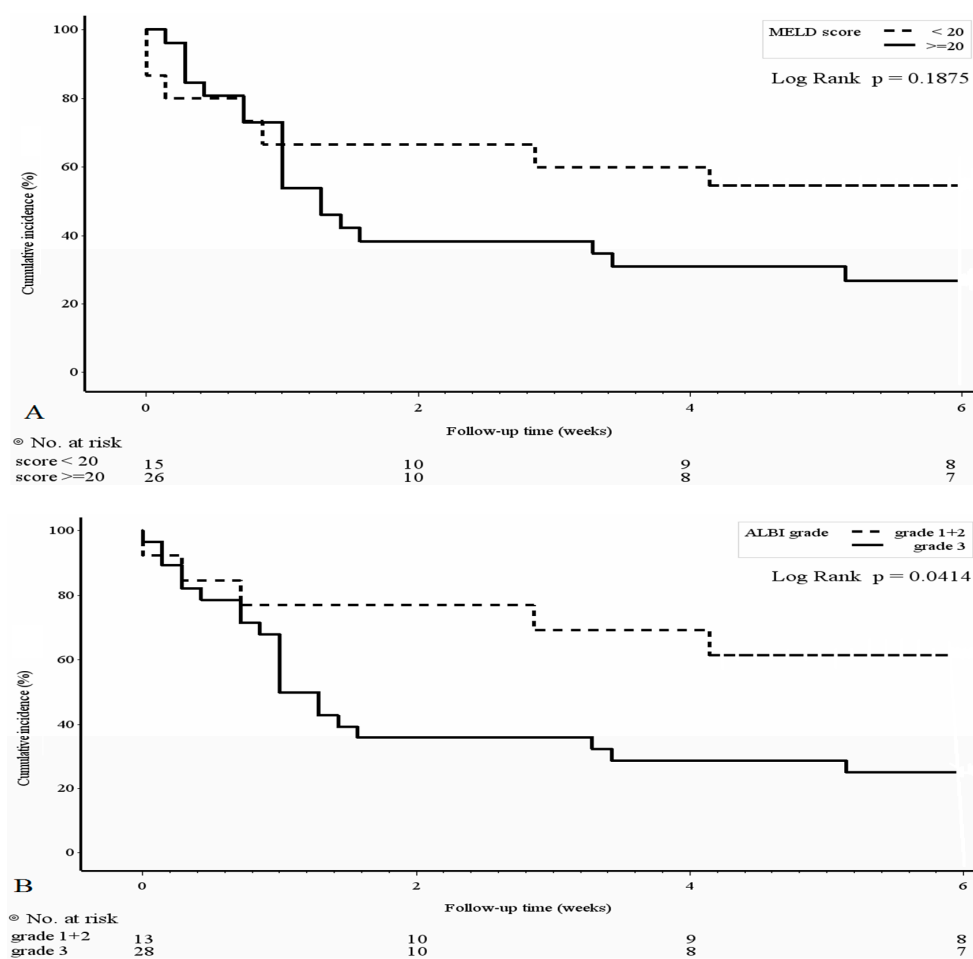 100
80
60
40
20
0
Cumulative incidence (%)
MELD score < 20
>=20
Log Rank p = 0.1875
0 2 4 6
A
Follow-up time (weeks)
⊚ No. at risk
score < 20 15 10 9 8
score >=20 26 10 8 7
100
80
60
40
20
0
Cumulative incidence (%)
ALBI grade grade 1+2
grade 3
Log Rank p = 0.0414
0 2 4 6
B
Follow-up time (weeks)
⊚ No. at risk
grade 1+2 13 10 9 8
grade 3 28 10 8 7